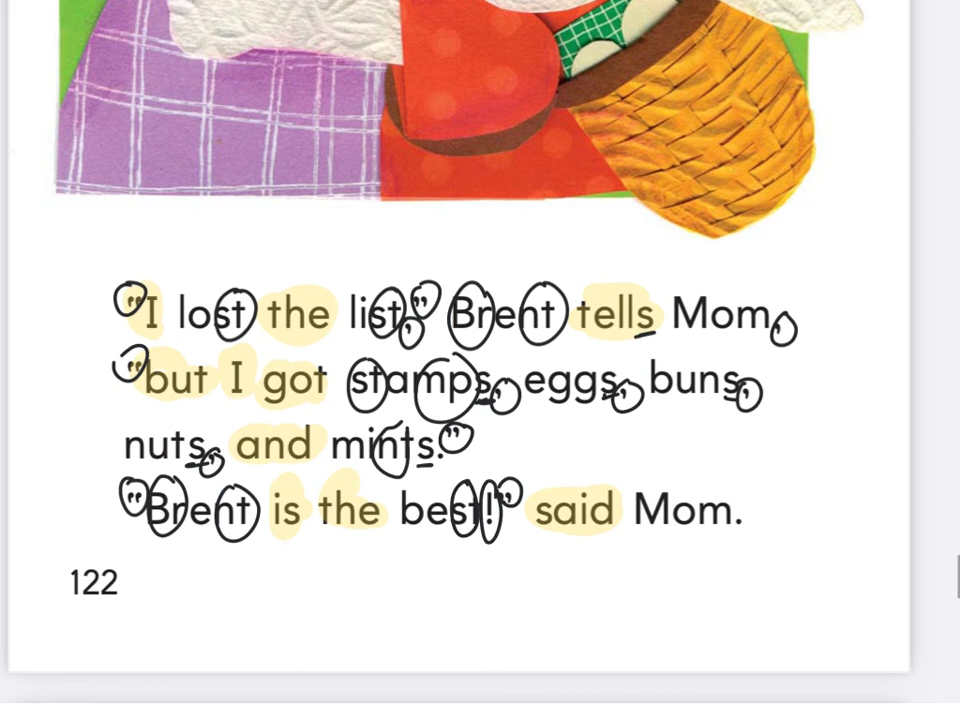 "I lost the list," Brent tells Mom,
"but I got stamps, eggs, buns,
nuts, and mints."
"Brent is the best!" said Mom.
122